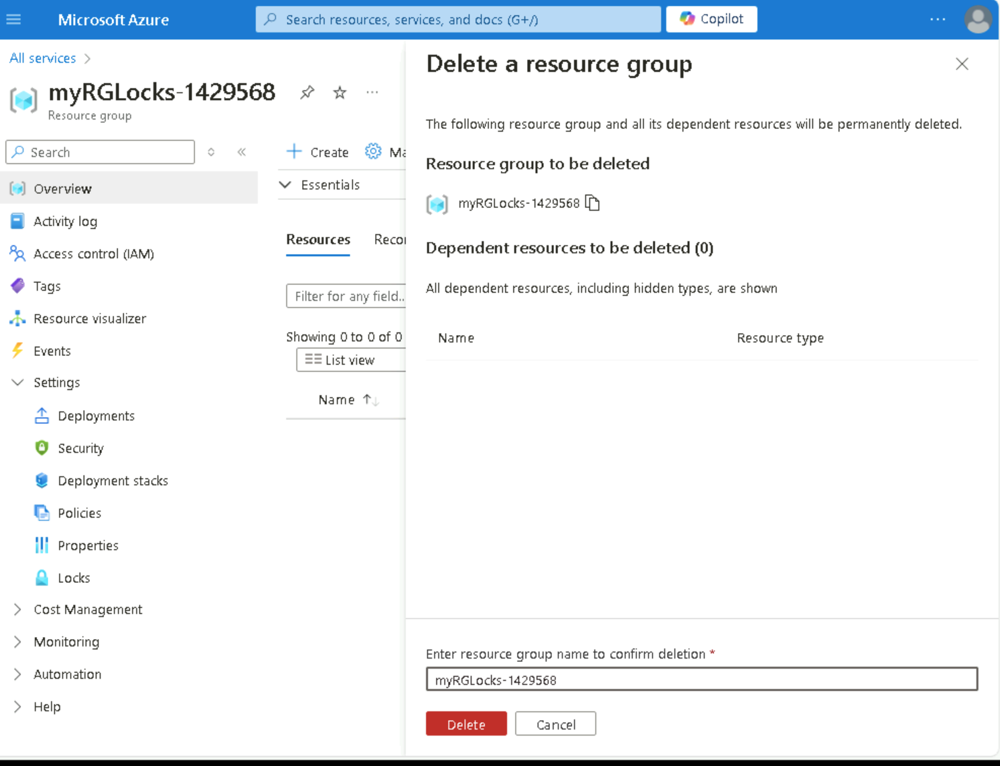 Microsoft Azure
Search resources, services, and docs (G+/)
Copilot
All services
myRGLocks-1429568
Resource group
Search
Overview
Activity log
Access control (IAM)
Tags
Resource visualizer
Events
Settings
Deployments
Security
Deployment stacks
Policies
Properties
Locks
Cost Management
Monitoring
Automation
Help
Create
Essentials
Resources
Filter for any field...
Showing 0 to 0 of 0
List view
Name
Delete a resource group
The following resource group and all its dependent resources will be permanently deleted.
Resource group to be deleted
myRGLocks-1429568
Dependent resources to be deleted (0)
All dependent resources, including hidden types, are shown
Name Resource type
Enter resource group name to confirm deletion *
myRGLocks-1429568
Delete Cancel